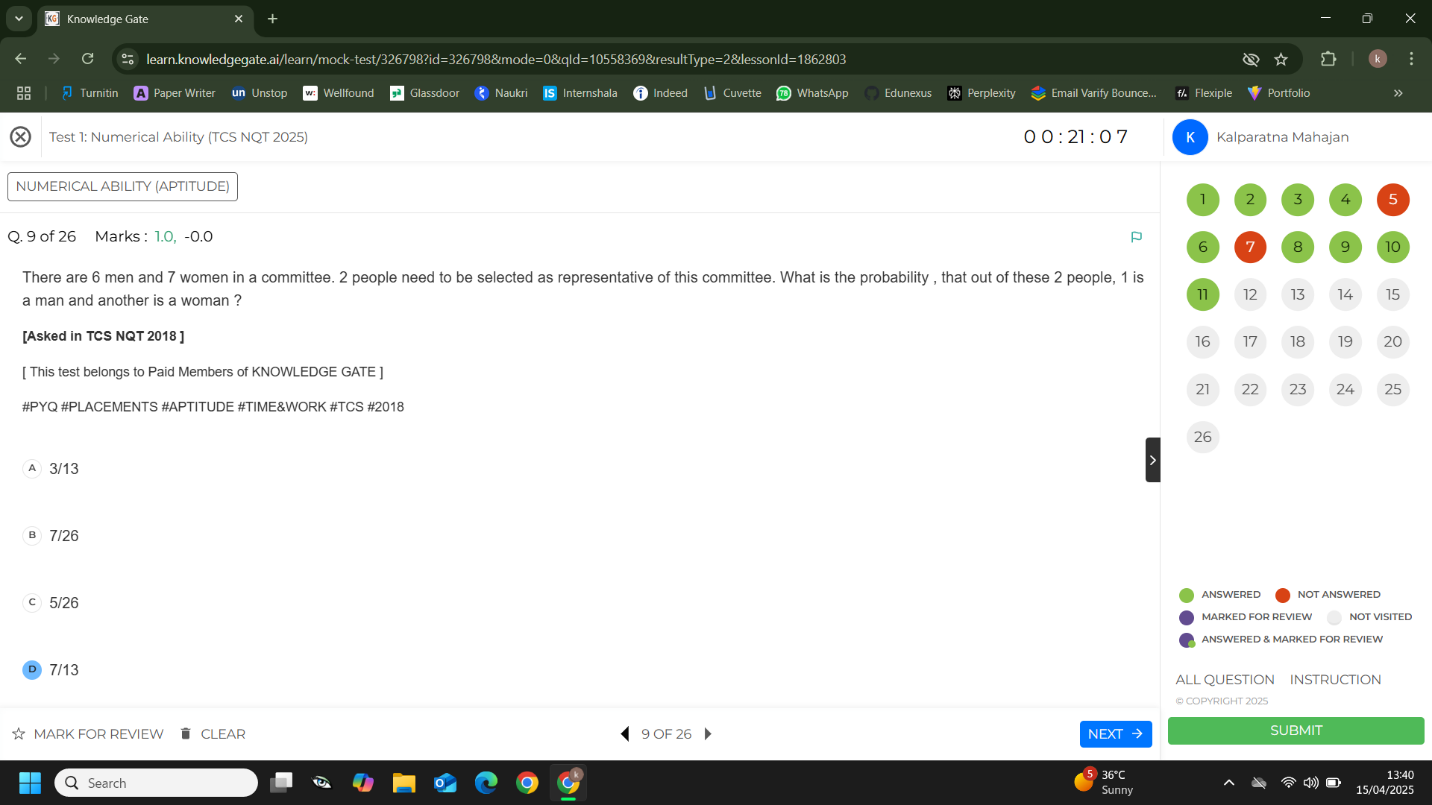 KG Knowledge Gate
learn.knowledgegate.ai/learn/mock-test/326798?id=326798&mode=0&qId=10558369&resultType=2&lessonId=1862803
k
Turnitin A Paper Writer un Unstop w: Wellfound Glassdoor Naukri IS Internshala i Indeed Cuvette 78 WhatsApp Edunexus Perplexity Email Varify Bounce... f/. Flexiple Portfolio »
Test 1: Numerical Ability (TCS NQT 2025)
0 0 : 21 : 0 7
K Kalparatna Mahajan
NUMERICAL ABILITY (APTITUDE)
Q. 9 of 26 Marks : 1.0, -0.0
There are 6 men and 7 women in a committee. 2 people need to be selected as representative of this committee. What is the probability , that out of these 2 people, 1 is
a man and another is a woman ?
[Asked in TCS NQT 2018 ]
[ This test belongs to Paid Members of KNOWLEDGE GATE ]
#PYQ #PLACEMENTS #APTITUDE #TIME&WORK #TCS #2018
A 3/13
B 7/26
C 5/26
D 7/13
1 2 3 4 5
6 7 8 9 10
11 12 13 14 15
16 17 18 19 20
21 22 23 24 25
26
ANSWERED NOT ANSWERED
MARKED FOR REVIEW NOT VISITED
ANSWERED & MARKED FOR REVIEW
ALL QUESTION INSTRUCTION
© COPYRIGHT 2025
SUBMIT
MARK FOR REVIEW CLEAR
9 OF 26
NEXT →
Search
5 36°C
Sunny
13:40
15/04/2025